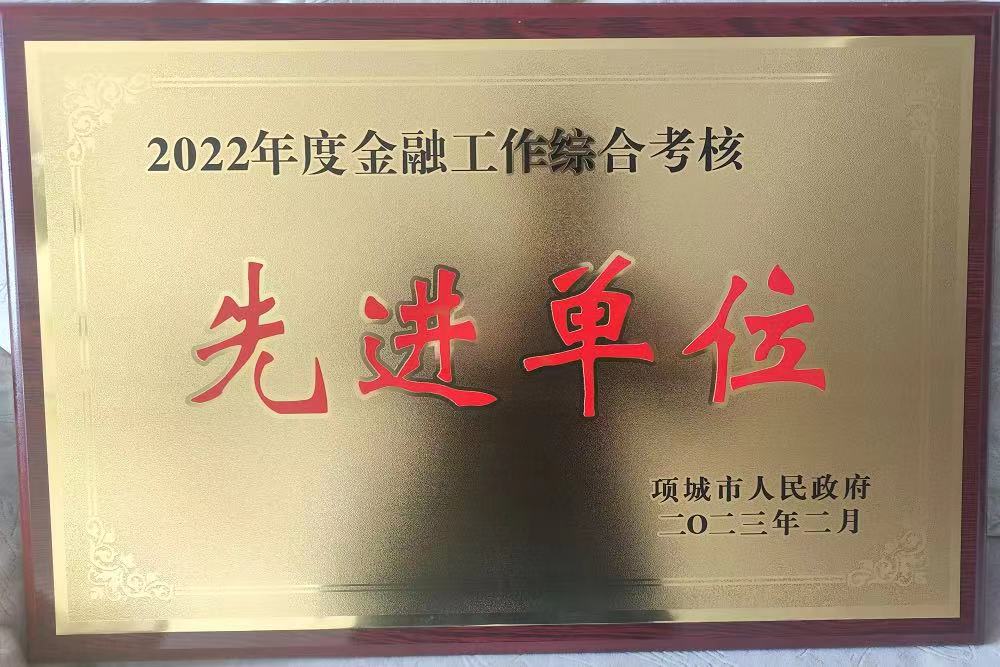 2022年度金融工作综合考核
先进单位
项城市人民政府
二〇二三年二月